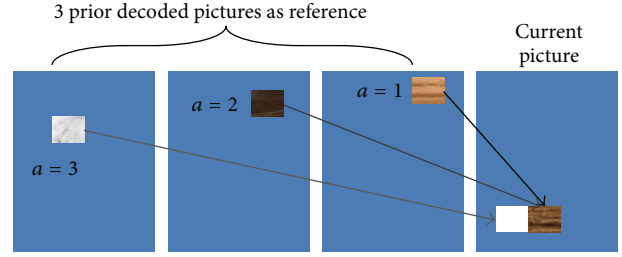 3 prior decoded pictures as reference
Current
picture
a = 1
a = 2
a = 3